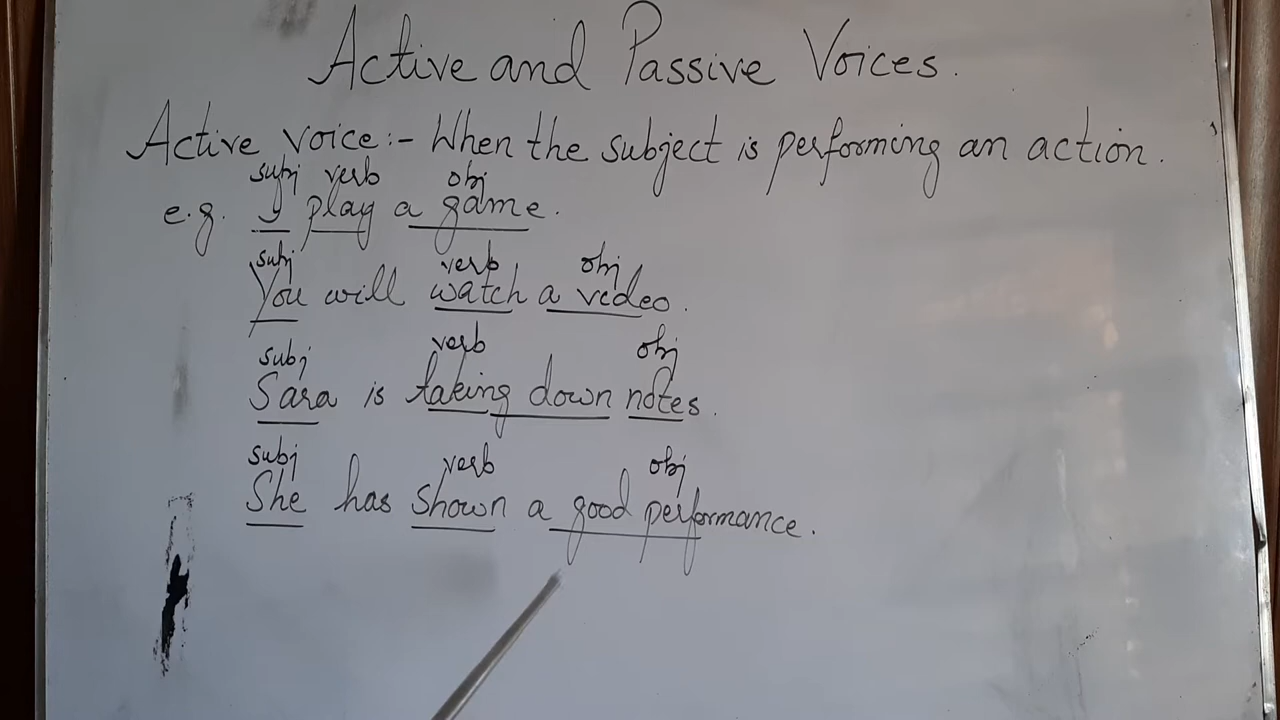 Active and Passive Voices.
Active voice:- When the subject is performing an action.
subj verb obj
e.g. I play a game.
subj verb obj
You will watch a vedeo.
subj verb obj
Sara is taking down notes.
subj verb obj
She has shown a good performance.